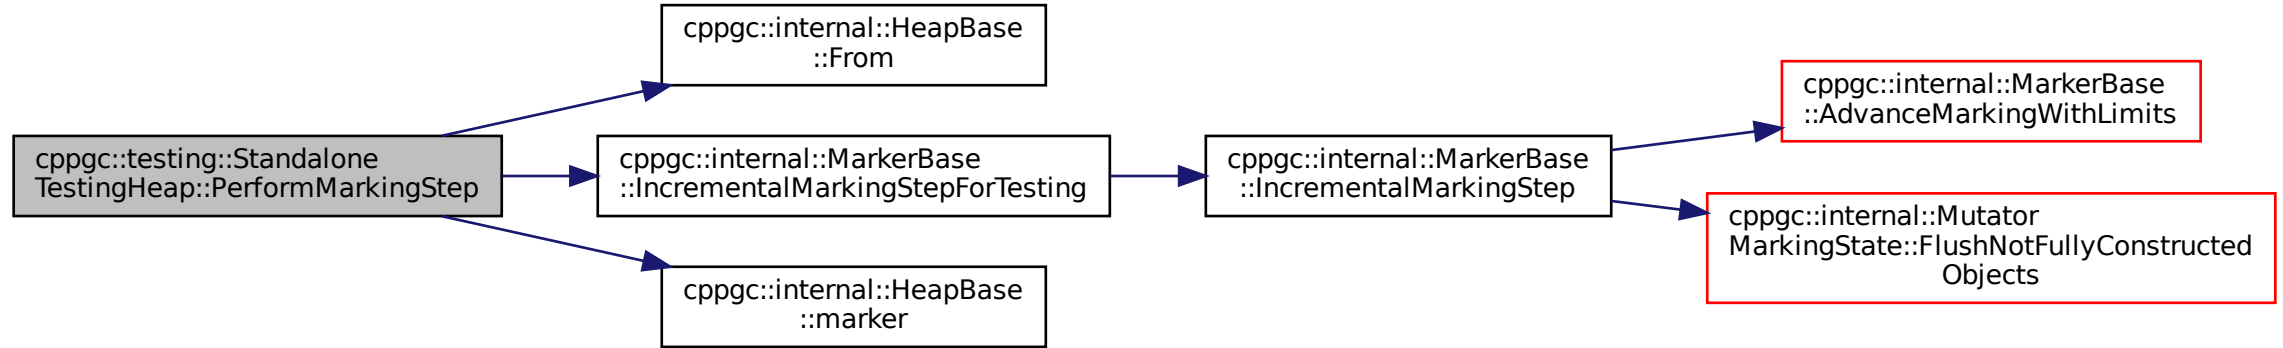 cppgc::testing::Standalone
TestingHeap::PerformMarkingStep
cppgc::internal::HeapBase
::From
cppgc::internal::MarkerBase
::IncrementalMarkingStepForTesting
cppgc::internal::HeapBase
::marker
cppgc::internal::MarkerBase
::IncrementalMarkingStep
cppgc::internal::MarkerBase
::AdvanceMarkingWithLimits
cppgc::internal::Mutator
MarkingState::FlushNotFullyConstructed
Objects